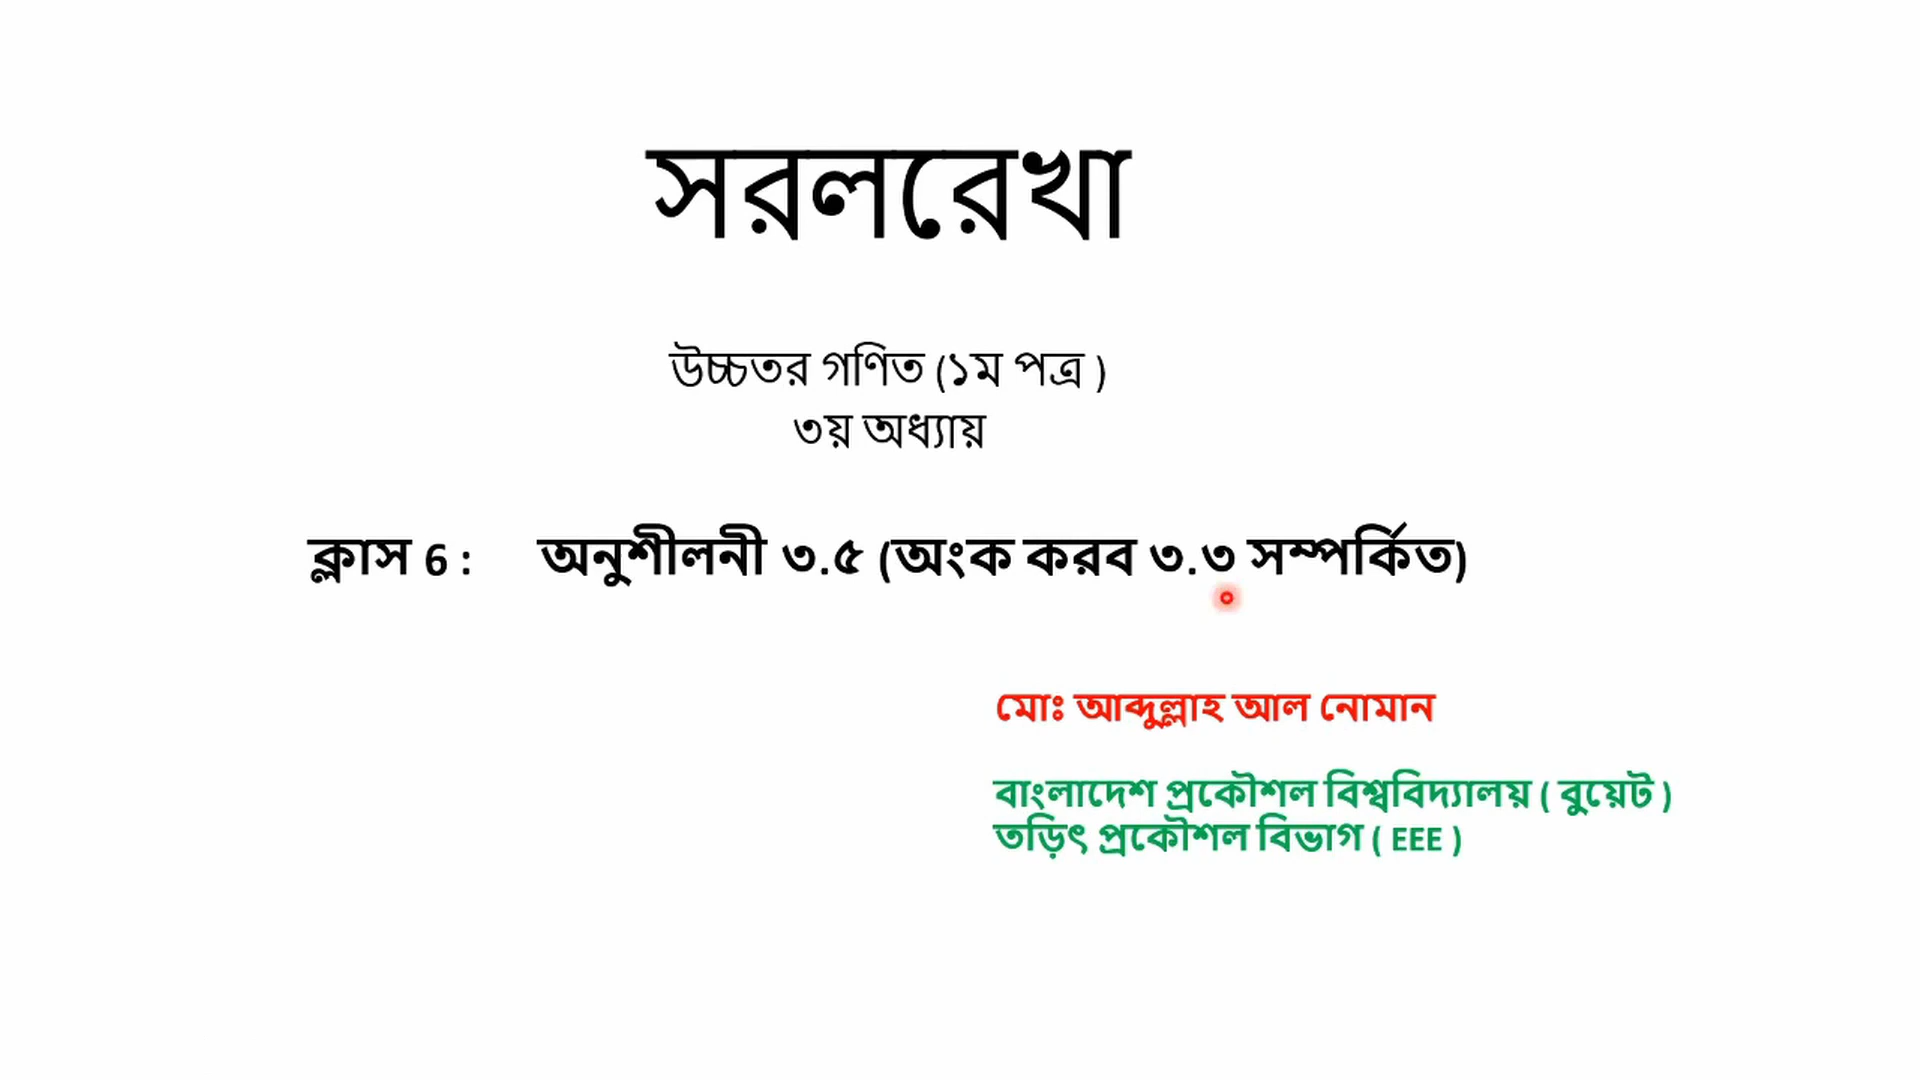 সরলরেখা
উচ্চতর গণিত (১ম পত্র )
৩য় অধ্যায়
ক্লাস 6 : অনুশীলনী ৩.৫ (অংক করব ৩.৩ সম্পর্কিত)
মোঃ আব্দুল্লাহ আল নোমান
বাংলাদেশ প্রকৌশল বিশ্ববিদ্যালয় ( বুয়েট )
তড়িৎ প্রকৌশল বিভাগ ( EEE )